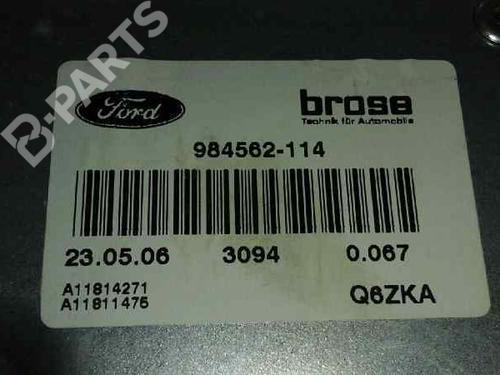 B-PARTS
Ford
brose
Technik für Automobile
984562-114
23.05.06 3094 0.067
A11814271
A11811475
Q6ZKA